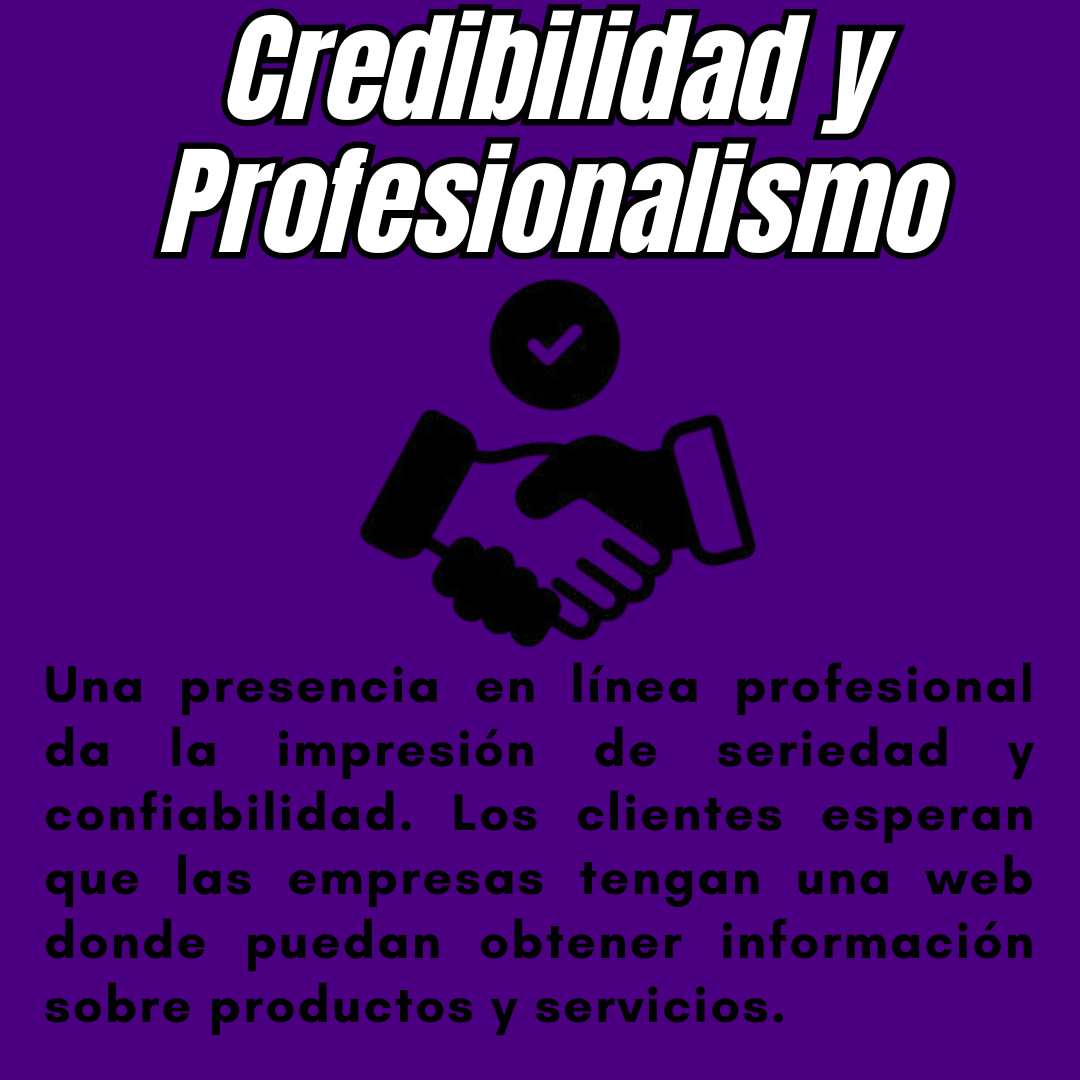 Credibilidad y
Profesionalismo
Una presencia en línea profesional
da la impresión de seriedad y
confiabilidad. Los clientes esperan
que las empresas tengan una web
donde puedan obtener información
sobre productos y servicios.